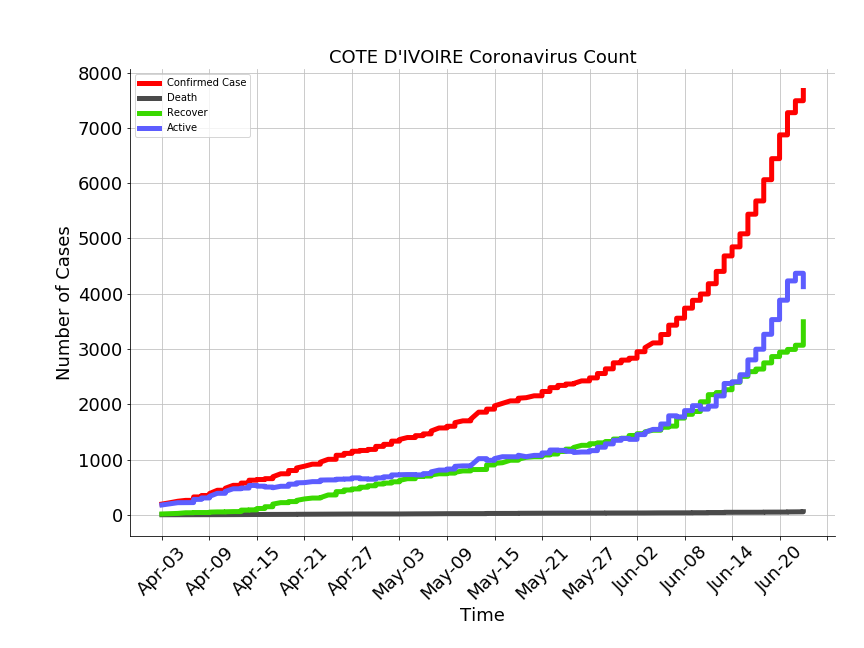 COTE D'IVOIRE Coronavirus Count
Confirmed Case
Death
Recover
Active
Number of Cases
8000
7000
6000
5000
4000
3000
2000
1000
0
Apr-03
Apr-09
Apr-15
Apr-21
Apr-27
May-03
May-09
May-15
May-21
May-27
Jun-02
Jun-08
Jun-14
Jun-20
Time